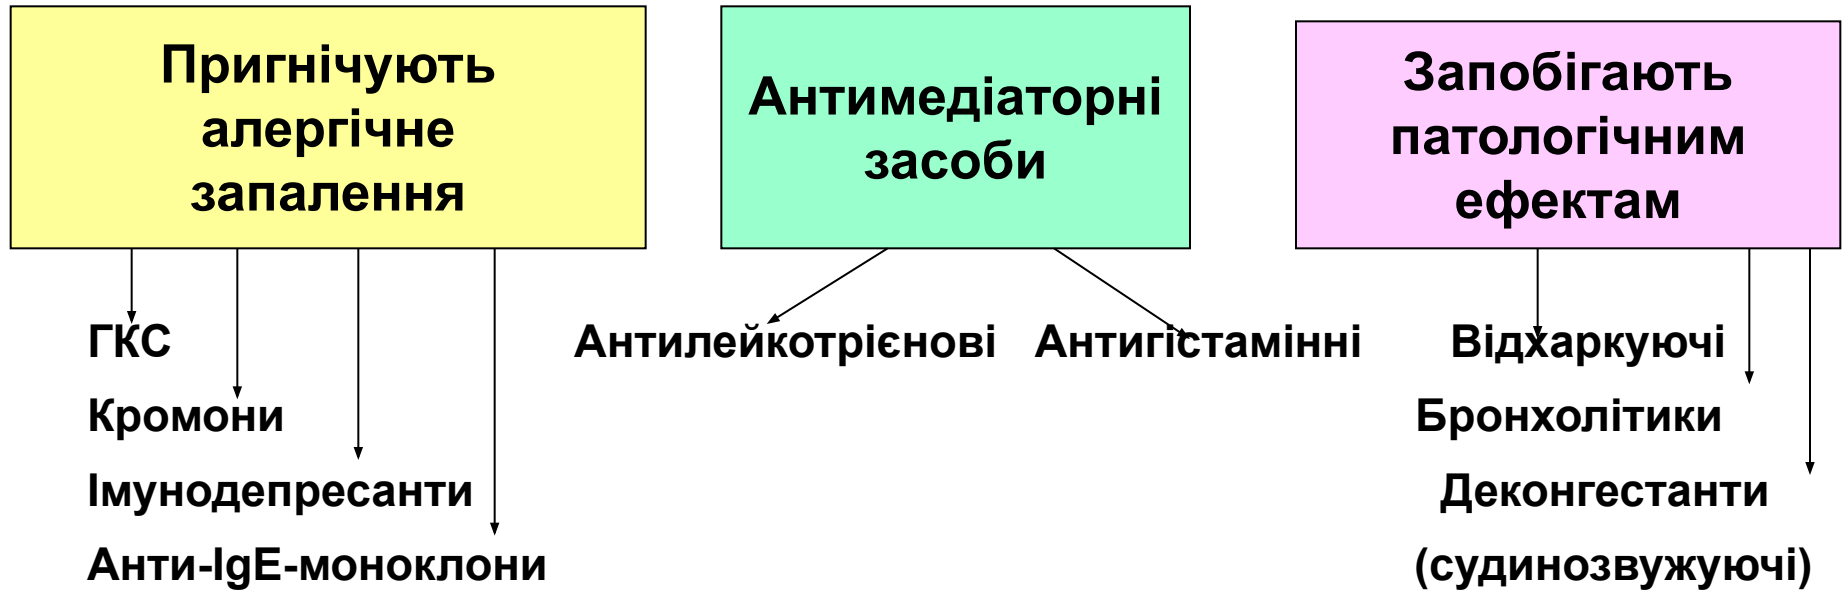 Пригнічують
алергічне
запалення
Антимедіаторні
засоби
Запобігають
патологічним
ефектам
ГКС
Кромони
Імунодепресанти
Анти-IgE-моноклони
Антилейкотрієнові
Антигістамінні
Відхаркуючі
Бронхолітики
Деконгестанти
(судинозвужуючі)